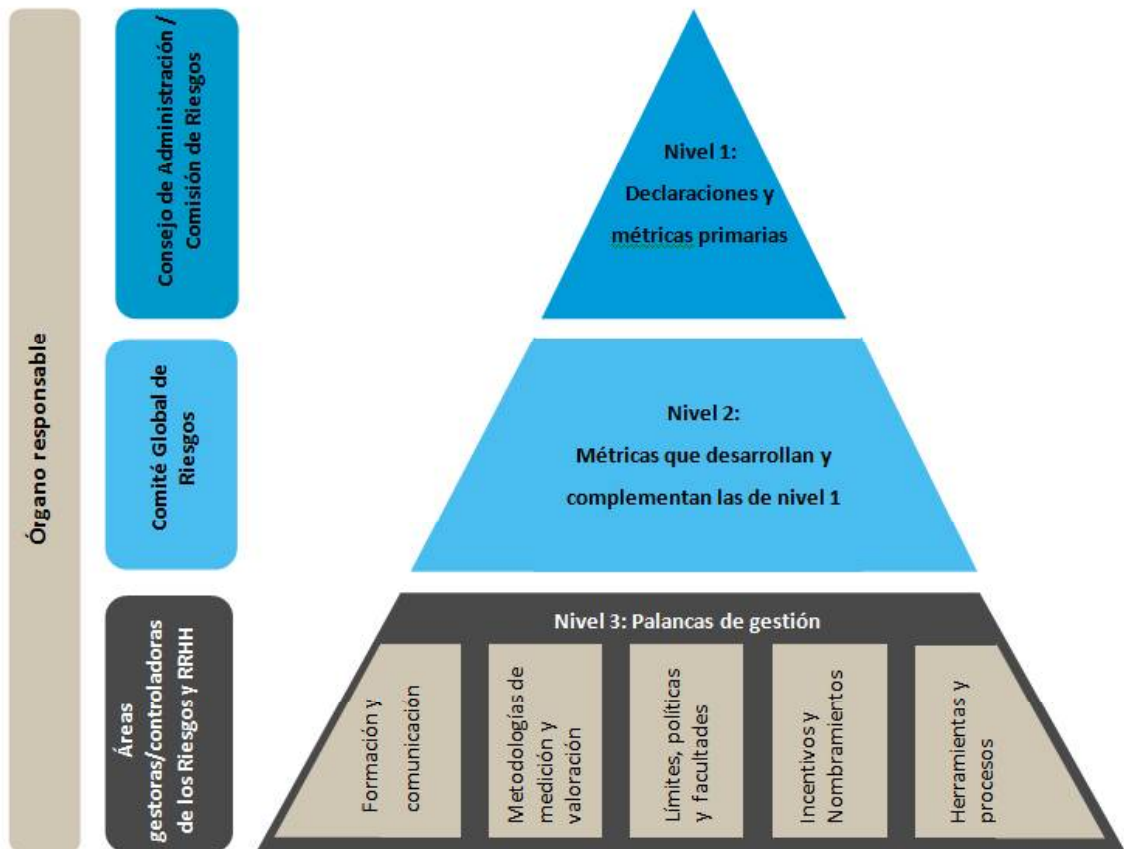 Órgano responsable
Consejo de Administración /
Comisión de Riesgos
Nivel 1:
Declaraciones y
métricas primarias
Comité Global de
Riesgos
Nivel 2:
Métricas que desarrollan y
complementan las de nivel 1
Áreas
gestoras/controladoras
de los Riesgos y RRHH
Nivel 3: Palancas de gestión
Formación y
comunicación
Metodologías de
medición y
valoración
Límites, políticas
y facultades
Incentivos y
Nombramientos
Herramientas y
procesos